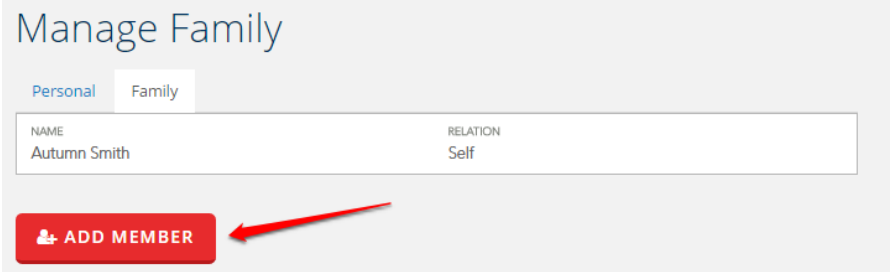 Manage Family
Personal Family
NAME RELATION
Autumn Smith Self
ADD MEMBER